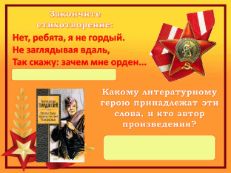 Закончите
стихотворение:
Нет, ребята, я не гордый.
Не заглядывая вдаль,
Так скажу: зачем мне орден...
Какому литературному
герою принадлежат эти
слова, и кто автор
произведения?